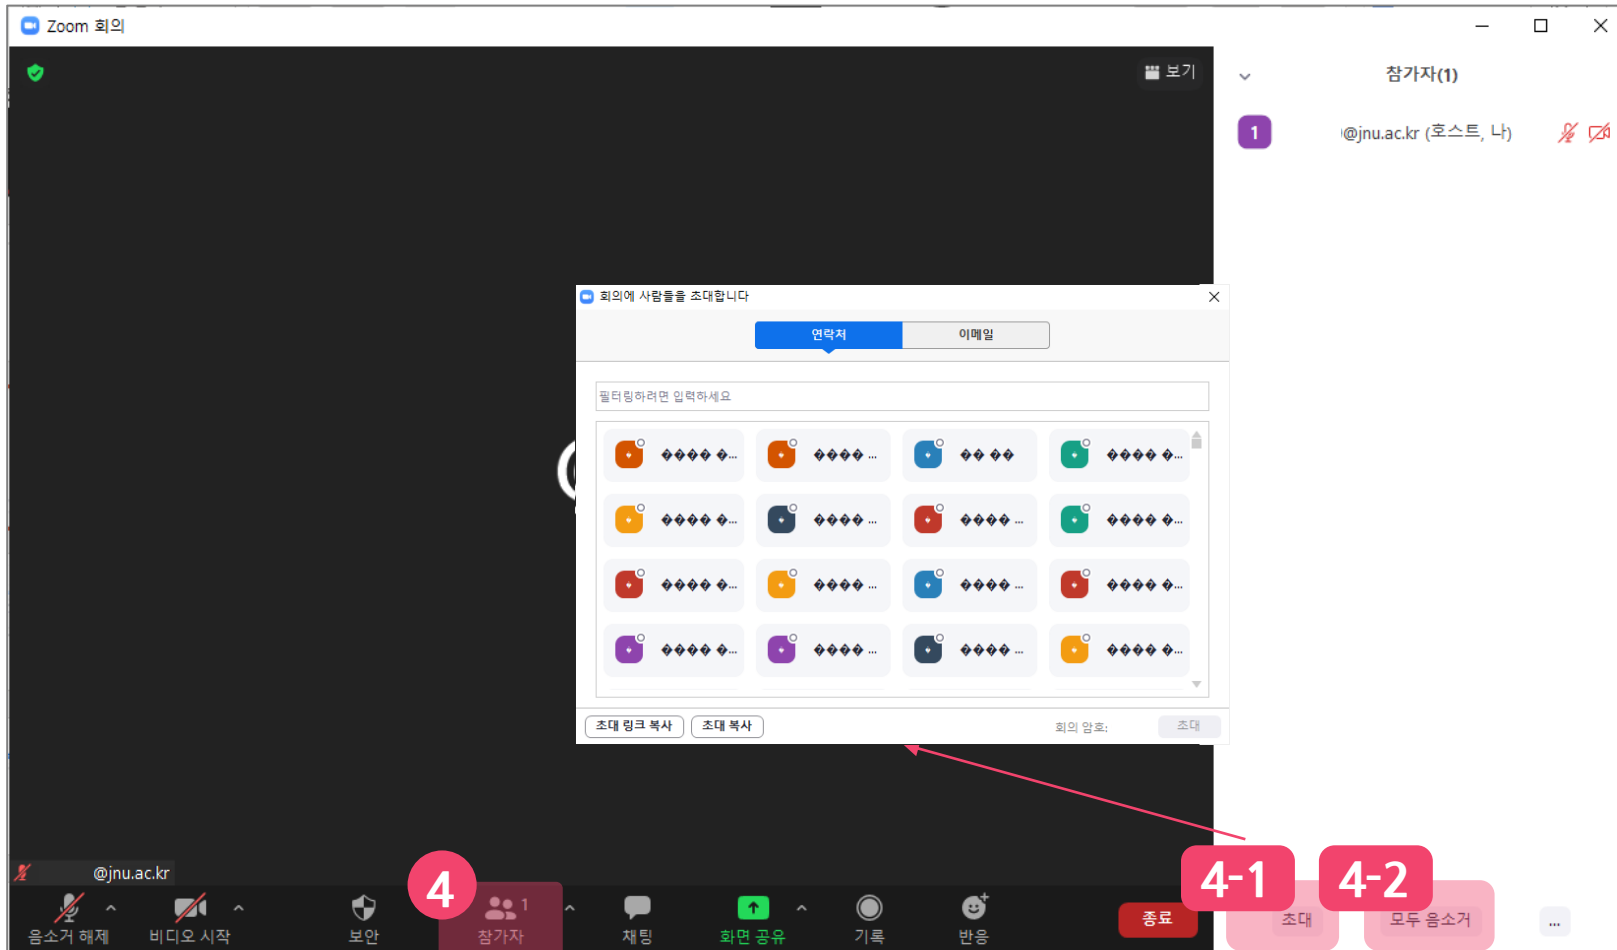 Zoom 회의
보기
참가자(1)
1
@jnu.ac.kr (호스트, 나)
회의에 사람들을 초대합니다
연락처
이메일
필터링하려면 입력하세요
���� �...
���� ...
�� ��
���� �...
���� �...
���� ...
���� ...
���� �...
���� �...
���� ...
���� ...
���� �...
���� �...
���� ...
���� ...
���� �...
초대 링크 복사
초대 복사
회의 암호:
초대
@jnu.ac.kr
4
4-1
4-2
1
음소거 해제
비디오 시작
보안
참가자
채팅
화면 공유
기록
반응
종료
초대
모두 음소거
...